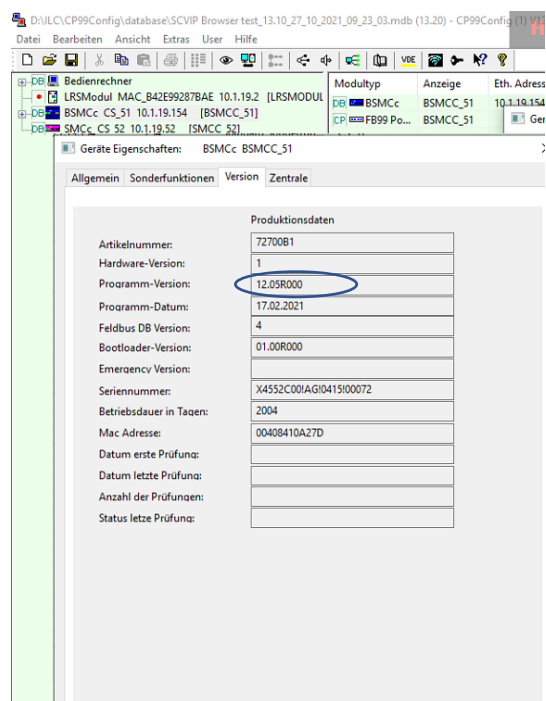 D:\ILC\CP99Config\database\SCVIP Browser test_13.10_27_10_2021_09_23_03.mdb (13.20) - CP99Config (1) V13
Datei Bearbeiten Ansicht Extras User Hilfe
VDE
DB Bedienrechner
LRSModul MAC_B42E99287BAE 10.1.19.2 [LRSMODUL
DB BSMCc CS_51 10.1.19.154 [BSMCC_51]
DB SMCc CS 52 10.1.19.52 [SMCC 52]
Modultyp Anzeige Eth. Adress
DB BSMCc BSMCC_51 10.1.19.154
CP FB99 Po... BSMCC_51
Ger
Geräte Eigenschaften: BSMCc BSMCC_51
Allgemein Sonderfunktionen Version Zentrale
Produktionsdaten
Artikelnummer: 72700B1
Hardware-Version: 1
Programm-Version: 12.05R000
Programm-Datum: 17.02.2021
Feldbus DB Version: 4
Bootloader-Version: 01.00R000
Emergency Version:
Seriennummer: X4552C00!AG!0415!00072
Betriebsdauer in Tagen: 2004
Mac Adresse: 00408410A27D
Datum erste Prüfung:
Datum letzte Prüfung:
Anzahl der Prüfungen:
Status letze Prüfung: